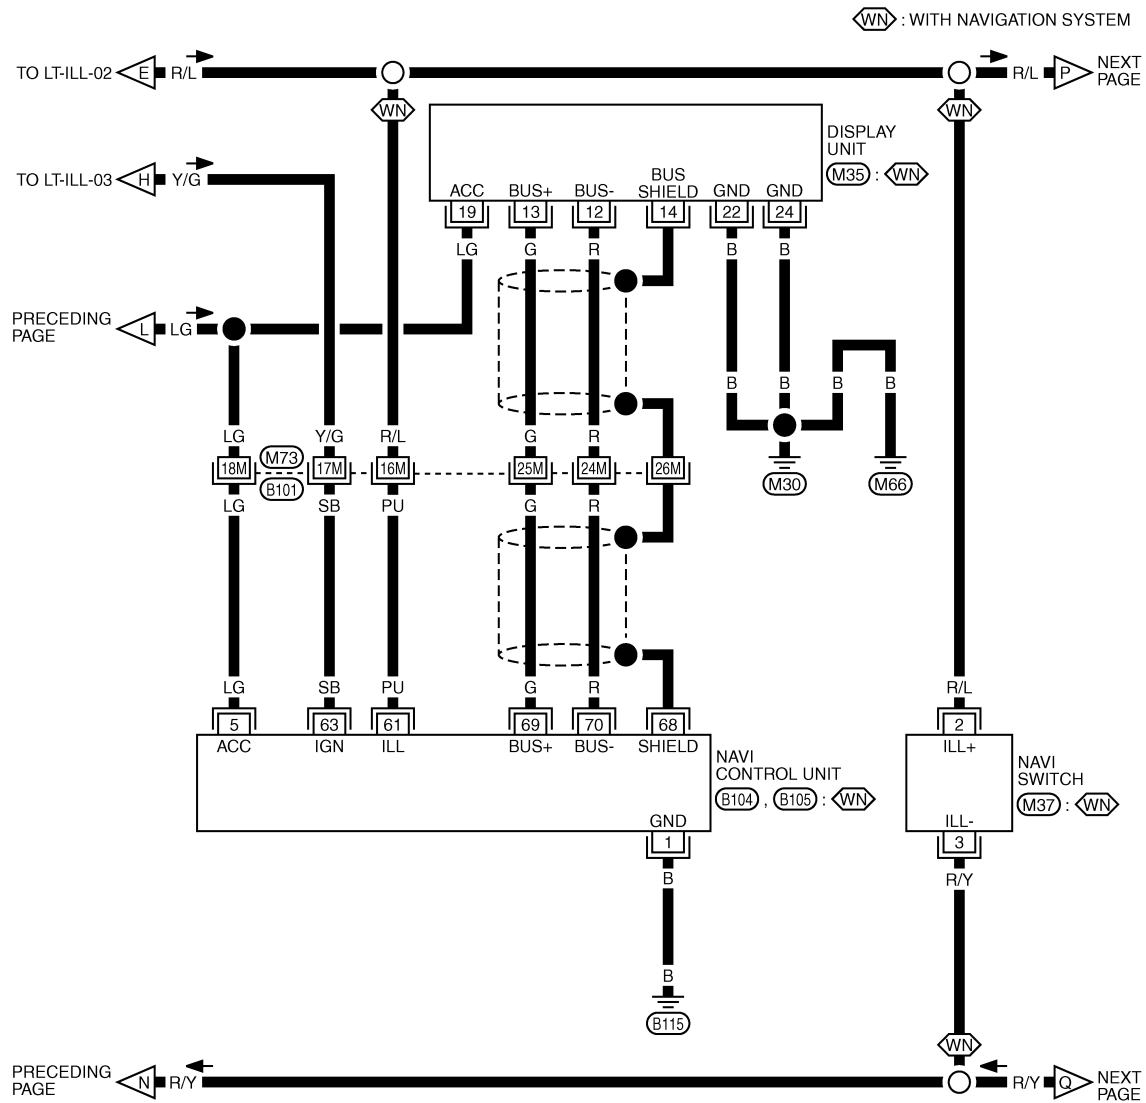 WN : WITH NAVIGATION SYSTEM
TO LT-ILL-02 E R/L R/L P NEXT
PAGE
WN WN
DISPLAY
UNIT
M35 : WN
TO LT-ILL-03 H Y/G
ACC BUS+ BUS- BUS
SHIELD GND GND
19 13 12 14 22 24
LG G R B B
PRECEDING
PAGE L LG
B B B B
LG Y/G R/L G R
18M M73 17M 16M 25M 24M 26M
B101
M30 M66
LG SB PU G R
LG SB PU G R R/L
5 63 61 69 70 68 2
ACC IGN ILL BUS+ BUS- SHIELD ILL+
NAVI
CONTROL UNIT
B104 , B105 : WN
NAVI
SWITCH
M37 : WN
GND ILL-
1 3
B R/Y
B
B115
WN
PRECEDING
PAGE N R/Y R/Y Q NEXT
PAGE